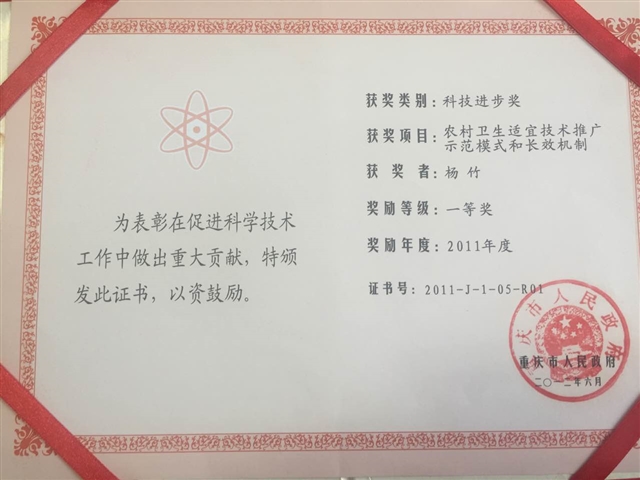 为表彰在促进科学技术
工作中做出重大贡献，特颁
发此证书，以资鼓励。
获奖类别：科技进步奖
获奖项目：农村卫生适宜技术推广
示范模式和长效机制
获奖者：杨竹
奖励等级：一等奖
奖励年度：2011年度
证书号：2011-J-1-05-R01
庆市人民政府
重庆市人民政府
二〇一二年六月